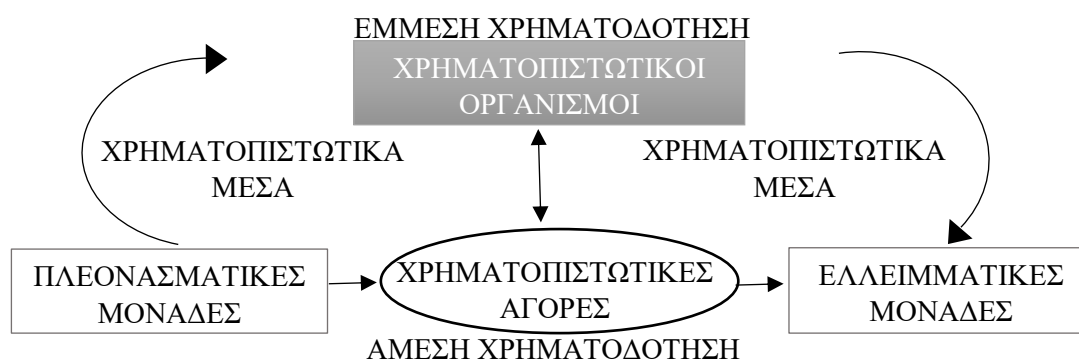 ΕΜΜΕΣΗ ΧΡΗΜΑΤΟΔΟΤΗΣΗ
ΧΡΗΜΑΤΟΠΙΣΤΩΤΙΚΟΙ
ΟΡΓΑΝΙΣΜΟΙ
ΧΡΗΜΑΤΟΠΙΣΤΩΤΙΚΑ
ΜΕΣΑ
ΧΡΗΜΑΤΟΠΙΣΤΩΤΙΚΑ
ΜΕΣΑ
ΠΛΕΟΝΑΣΜΑΤΙΚΕΣ
ΜΟΝΑΔΕΣ
ΧΡΗΜΑΤΟΠΙΣΤΩΤΙΚΕΣ
ΑΓΟΡΕΣ
ΕΛΛΕΙΜΜΑΤΙΚΕΣ
ΜΟΝΑΔΕΣ
ΑΜΕΣΗ ΧΡΗΜΑΤΟΔΟΤΗΣΗ